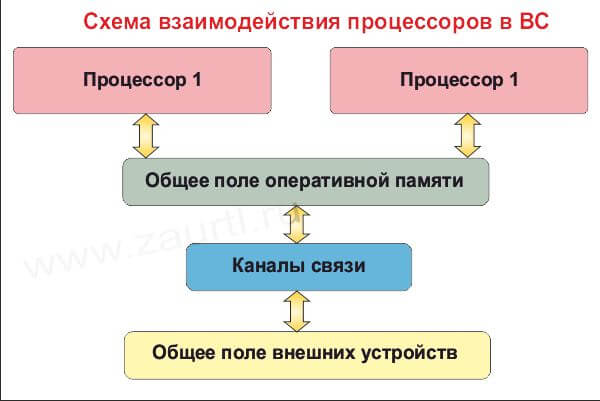 Схема взаимодействия процессоров в ВС
Процессор 1
Процессор 1
Общее поле оперативной памяти
www.zaurtl.ru
Каналы связи
Общее поле внешних устройств